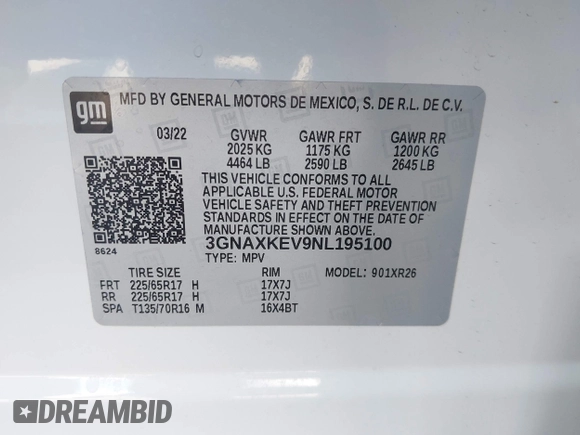 gm
MFD BY GENERAL MOTORS DE MEXICO, S. DE R.L. DE C.V.
03/22 GVWR GAWR FRT GAWR RR
2025 KG 1175 KG 1200 KG
4464 LB 2590 LB 2645 LB
THIS VEHICLE CONFORMS TO ALL
APPLICABLE U.S. FEDERAL MOTOR
VEHICLE SAFETY AND THEFT PREVENTION
STANDARDS IN EFFECT ON THE DATE OF
MANUFACTURE SHOWN ABOVE.
3GNAXKEV9NL195100
8624 TYPE: MPV
TIRE SIZE RIM MODEL: 901XR26
FRT 225/65R17 H 17X7J
RR 225/65R17 H 17X7J
SPA T135/70R16 M 16X4BT
DREAMBID